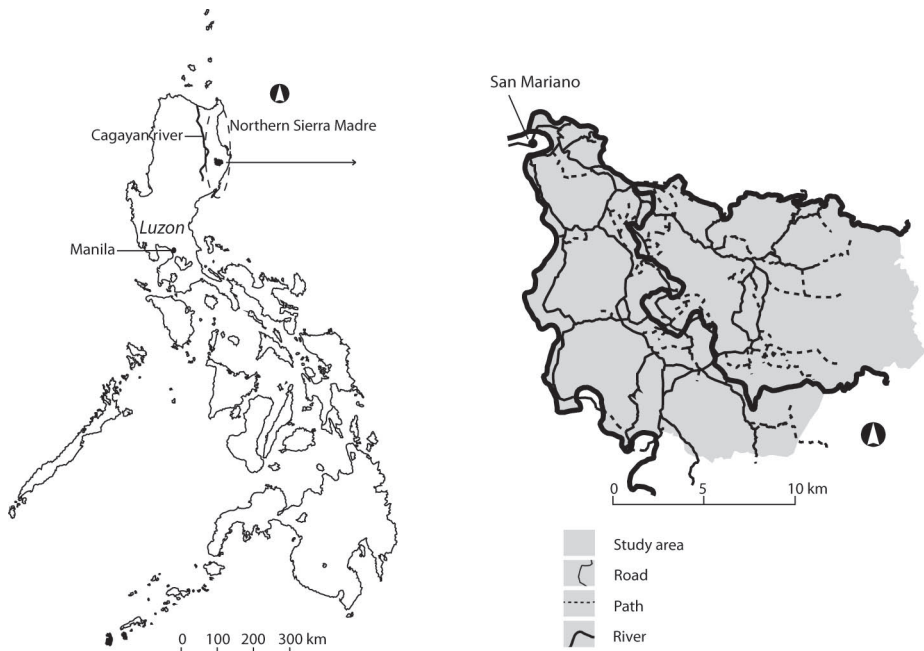 Cagayan river
Northern Sierra Madre
Luzon
Manila
0 100 200 300 km
San Mariano
0 5 10 km
Study area
Road
Path
River